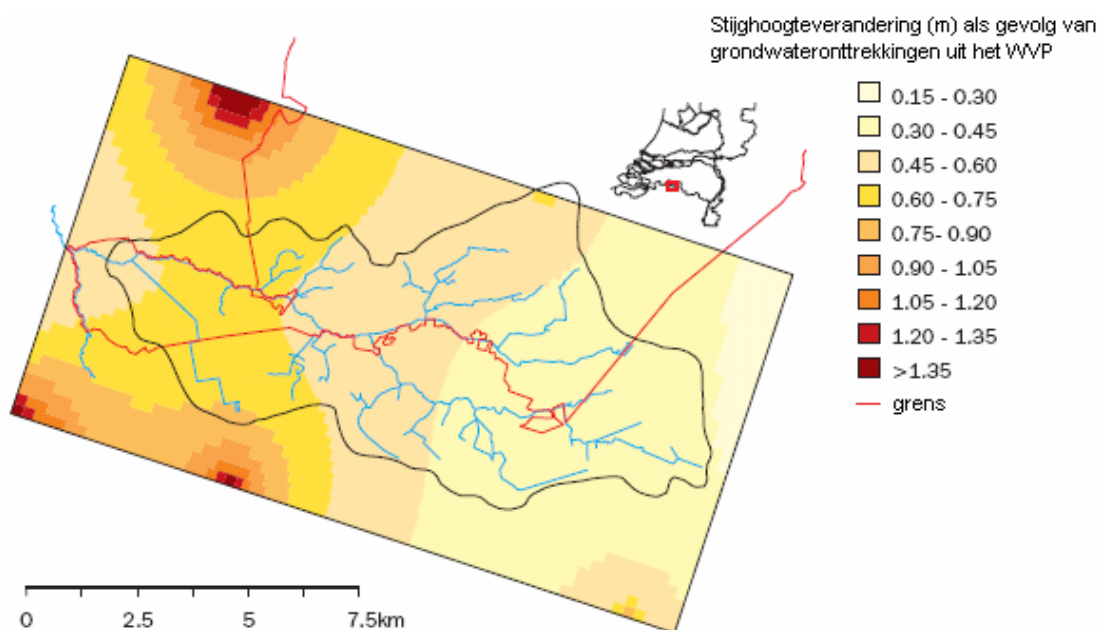 Stijghoogteverandering (m) als gevolg van
grondwateronttrekkingen uit het WVP
0.15 - 0.30
0.30 - 0.45
0.45 - 0.60
0.60 - 0.75
0.75- 0.90
0.90 - 1.05
1.05 - 1.20
1.20 - 1.35
>1.35
grens
0 2.5 5 7.5km